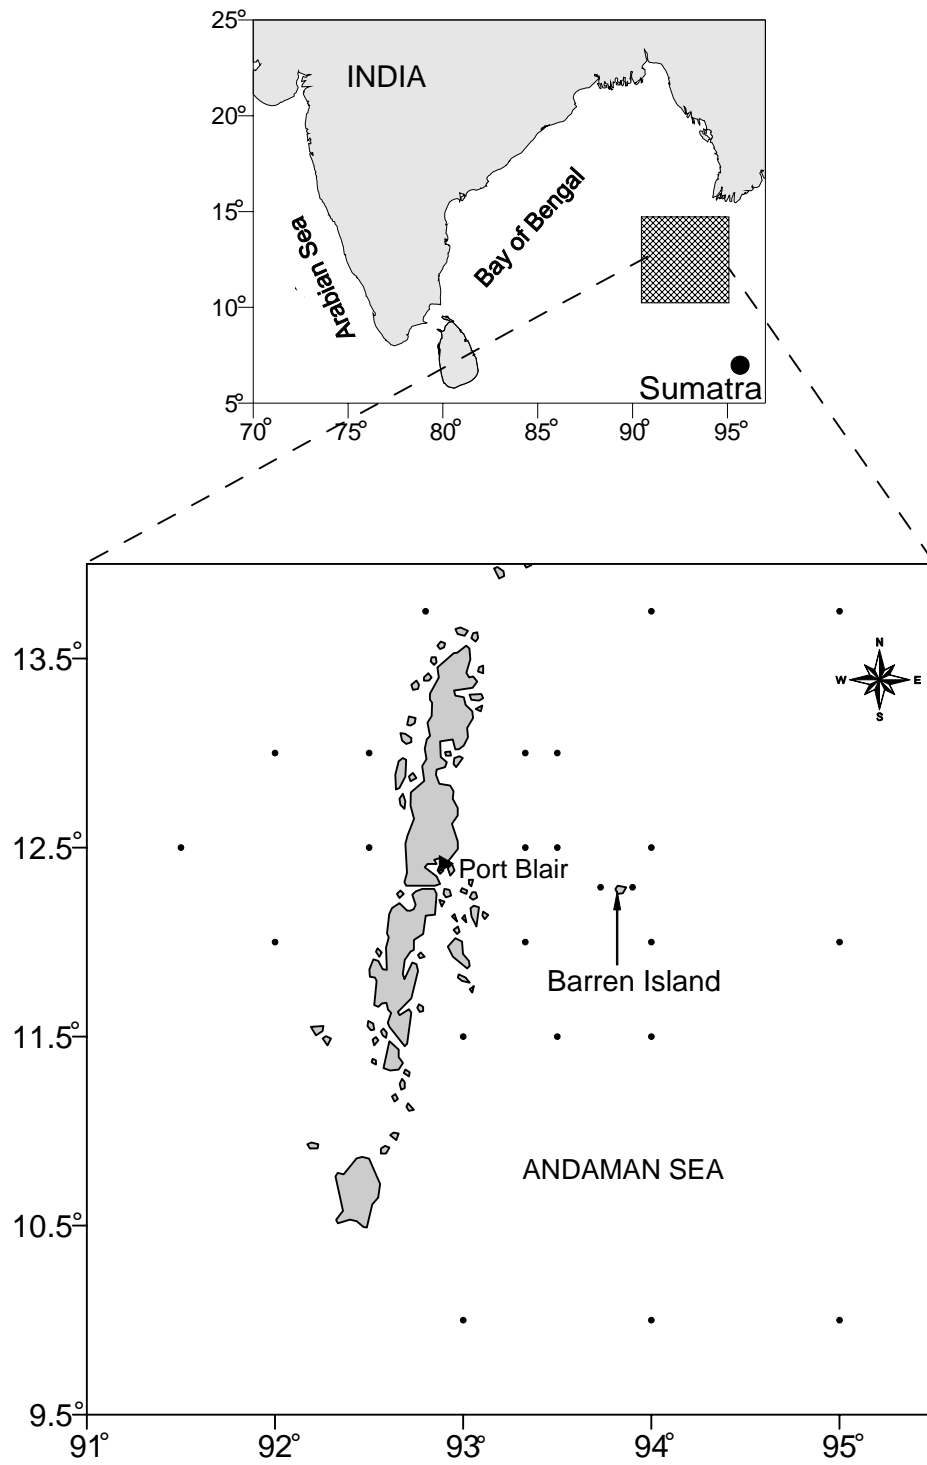 25°
INDIA
20°
15°
Arabian Sea
Bay of Bengal
10°
Sumatra
5°
70° 75° 80° 85° 90° 95°
13.5°
N
W E
S
12.5°
Port Blair
Barren Island
11.5°
ANDAMAN SEA
10.5°
9.5°
91° 92° 93° 94° 95°